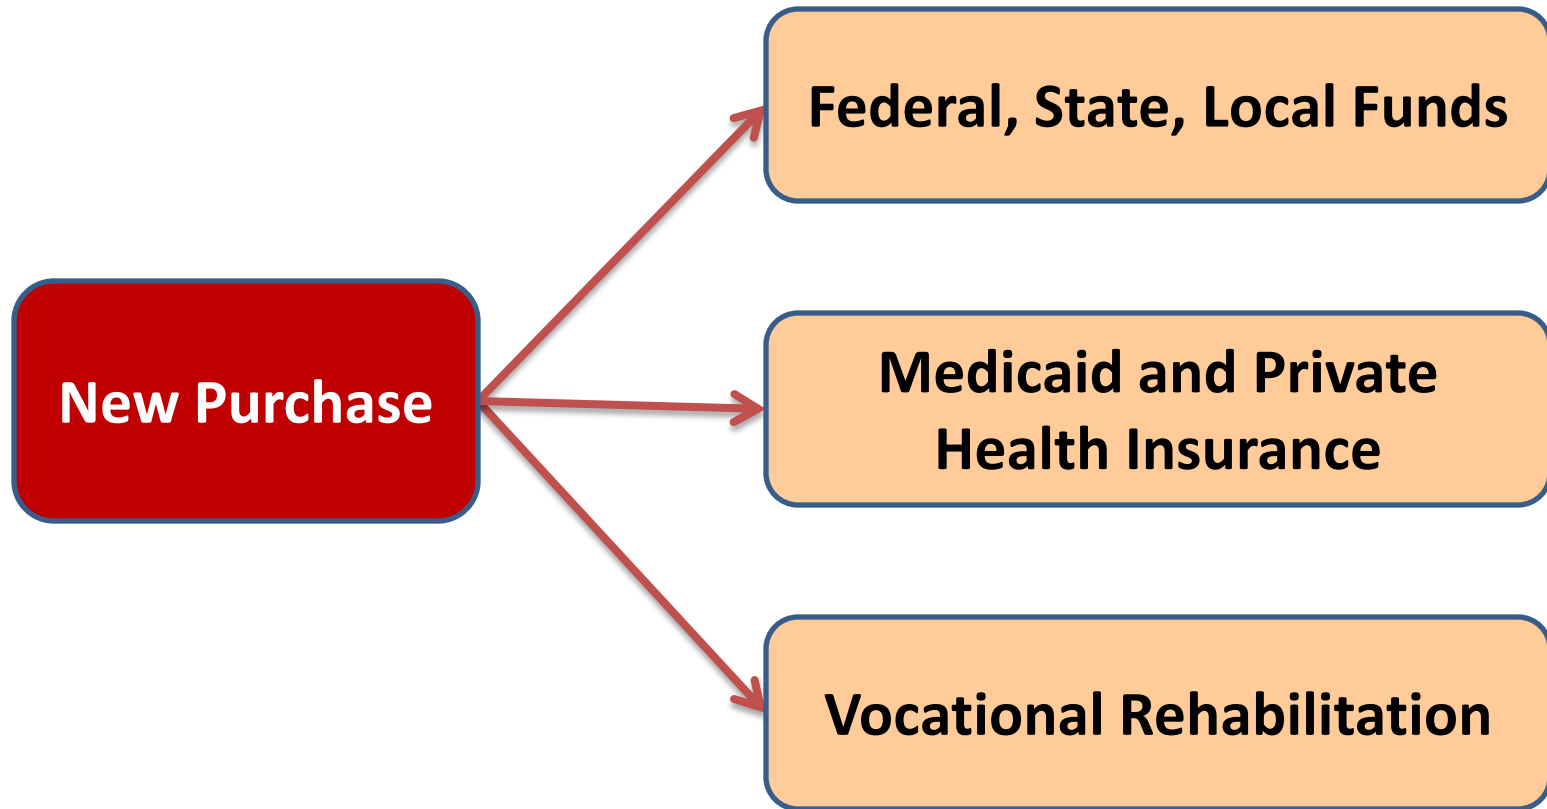 New Purchase
Federal, State, Local Funds
Medicaid and Private
Health Insurance
Vocational Rehabilitation